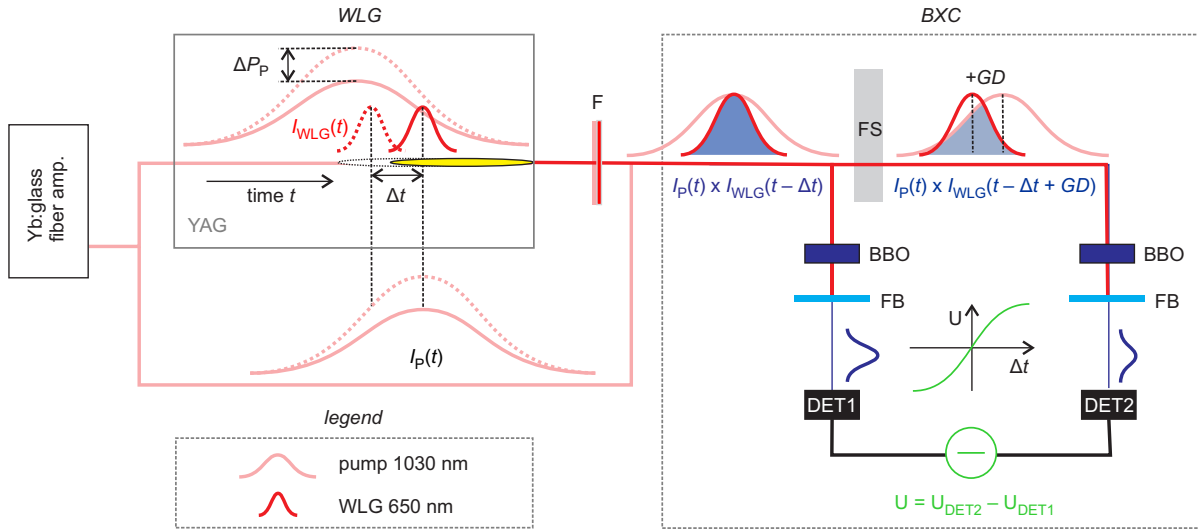 WLG
BXC
ΔP_P
I_WLG(t)
time t
Δt
YAG
Yb:glass
fiber amp.
I_P(t)
F
+GD
FS
I_P(t) x I_WLG(t − Δt)
I_P(t) x I_WLG(t − Δt + GD)
BBO
BBO
FB
FB
U
Δt
DET1
DET2
U = U_DET2 − U_DET1
legend
pump 1030 nm
WLG 650 nm